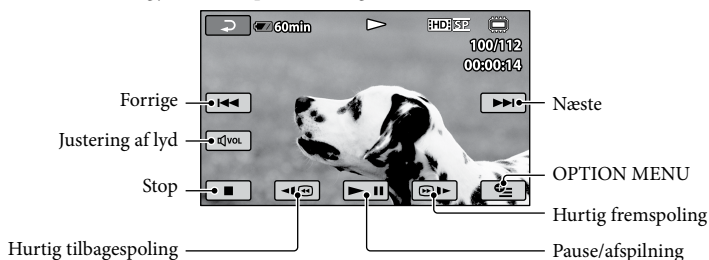 60min
HD SP
100/112
00:00:14
Forrige
Næste
Justering af lyd
VOL
Stop
OPTION MENU
Hurtig fremspoling
Hurtig tilbagespoling
Pause/afspilning